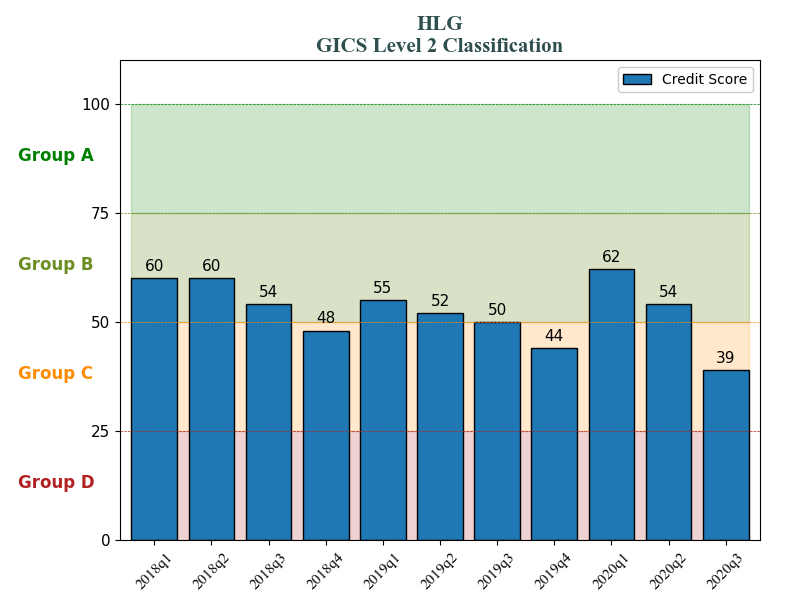 HLG
GICS Level 2 Classification
Credit Score
100
Group A
75
Group B
62
60
60
55
54
54
52
50
48
50
44
Group C
39
25
Group D
0
2018q1
2018q2
2018q3
2018q4
2019q1
2019q2
2019q3
2019q4
2020q1
2020q2
2020q3